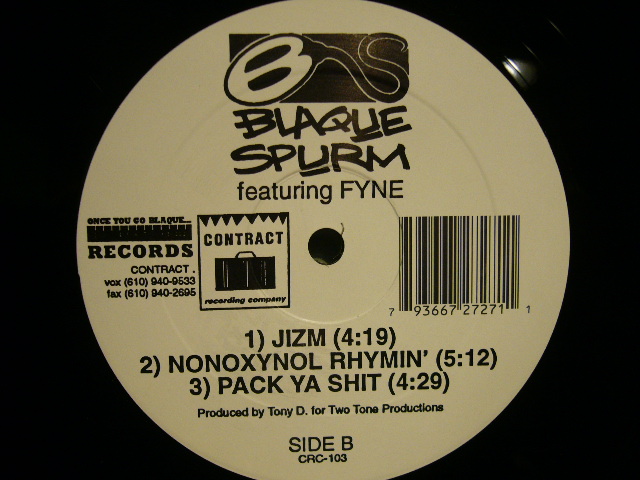 BS
BLAQUE
SPURM
featuring FYNE
ONCE YOU GO BLAQUE...
RECORDS
CONTRACT .
vox (610) 940-9533
fax (610) 940-2695
CONTRACT
recording company
7 93667 27271 1
1) JIZM (4:19)
2) NONOXYNOL RHYMIN' (5:12)
3) PACK YA SHIT (4:29)
Produced by Tony D. for Two Tone Productions
SIDE B
CRC-103